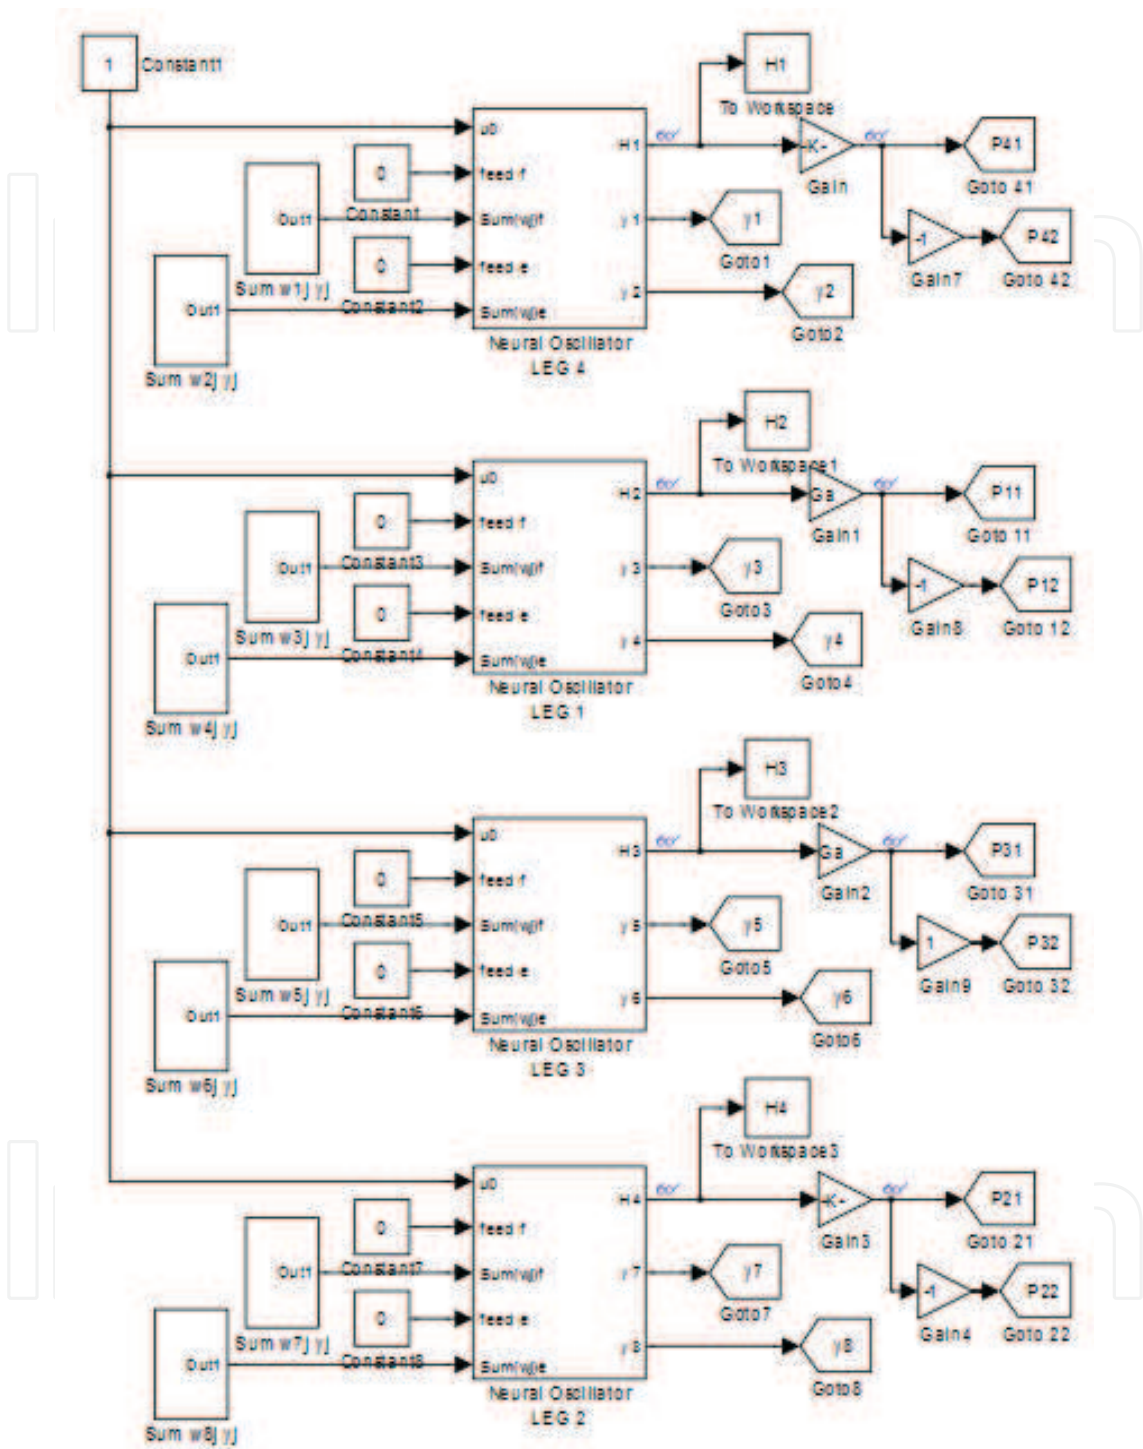 1 Constant1
H1
To Workspace
u0 H1
-K- P41
Gain Goto 41
0 feed f
Constant
Out1 Sum(wj)f y1 y1
Goto1
-1 P42
Gain7 Goto 42
Sum w1j yj
0 feed e
Constant2
y2 y2
Goto2
Out1 Sum(wj)e
Sum w2j yj
Neural Oscilliator
LEG 4
H2
To Workspace1
u0 H2
Ga P11
Gain1 Goto 11
0 feed f
Constant3
Out1 Sum(wj)f y3 y3
Goto3
-1 P12
Gain8 Goto 12
Sum w3j yj
0 feed e
Constant4
y4 y4
Goto4
Out1 Sum(wj)e
Sum w4j yj
Neural Oscilliator
LEG 1
H3
To Workspace2
u0 H3
Ga P31
Gain2 Goto 31
0 feed f
Constant5
Out1 Sum(wj)f y5 y5
Goto5
1 P32
Gain9 Goto 32
Sum w5j yj
0 feed e
Constant6
y6 y6
Goto6
Out1 Sum(wj)e
Sum w6j yj
Neural Oscilliator
LEG 3
H4
To Workspace3
u0 H4
-K- P21
Gain3 Goto 21
0 feed f
Constant7
Out1 Sum(wj)f y7 y7
Goto7
-1 P22
Gain4 Goto 22
Sum w7j yj
0 feed e
Constant8
y8 y8
Goto8
Out1 Sum(wj)e
Sum w8j yj
Neural Oscilliator
LEG 2